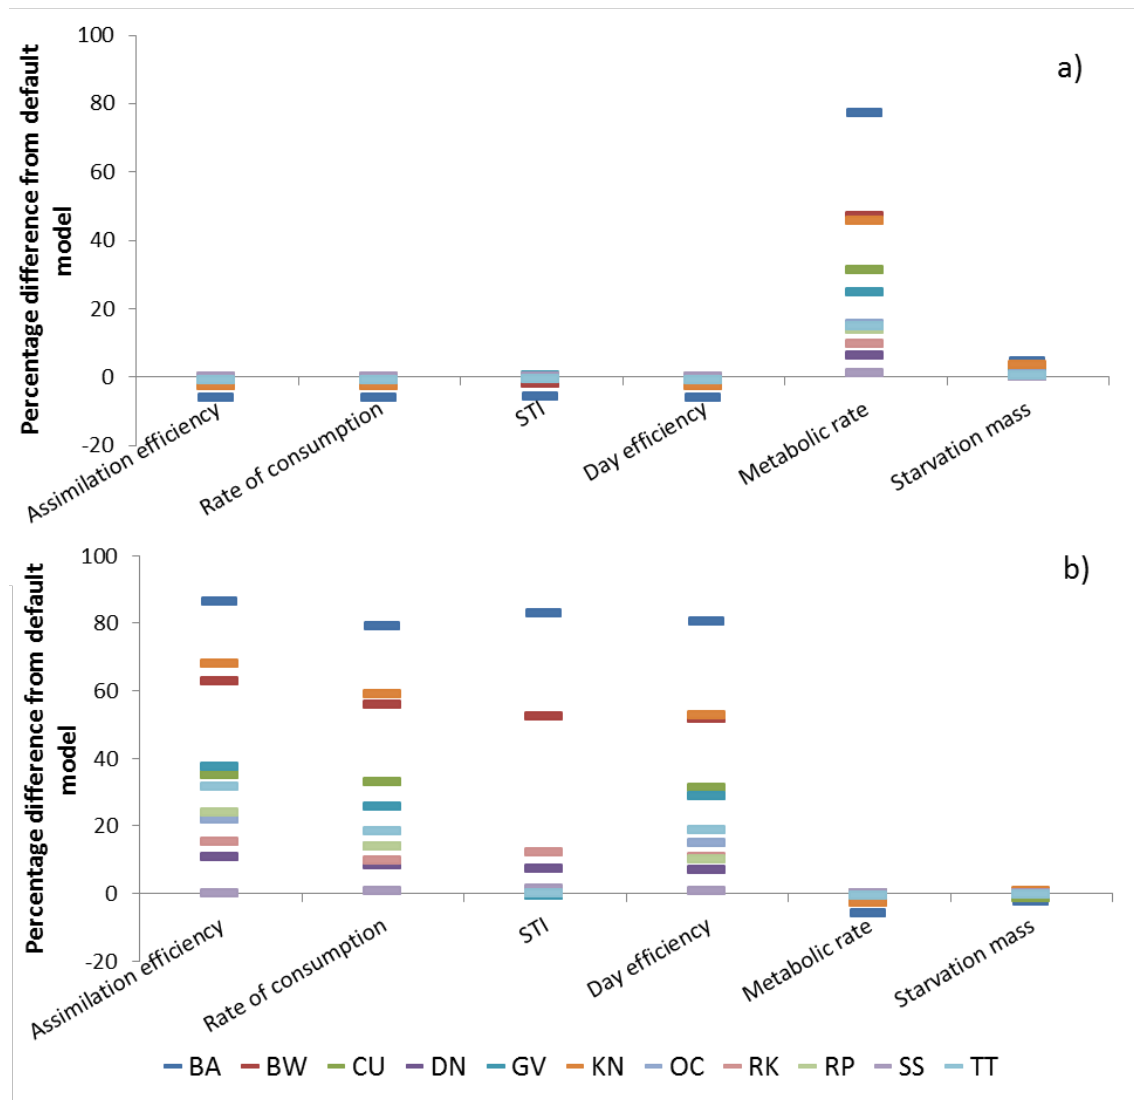 Percentage difference from default
model
100
80
60
40
20
0
-20
a)
Assimilation efficiency
Rate of consumption
STI
Day efficiency
Metabolic rate
Starvation mass
Percentage difference from default
model
100
80
60
40
20
0
-20
b)
Assimilation efficiency
Rate of consumption
STI
Day efficiency
Metabolic rate
Starvation mass
BA BW CU DN GV KN OC RK RP SS TT